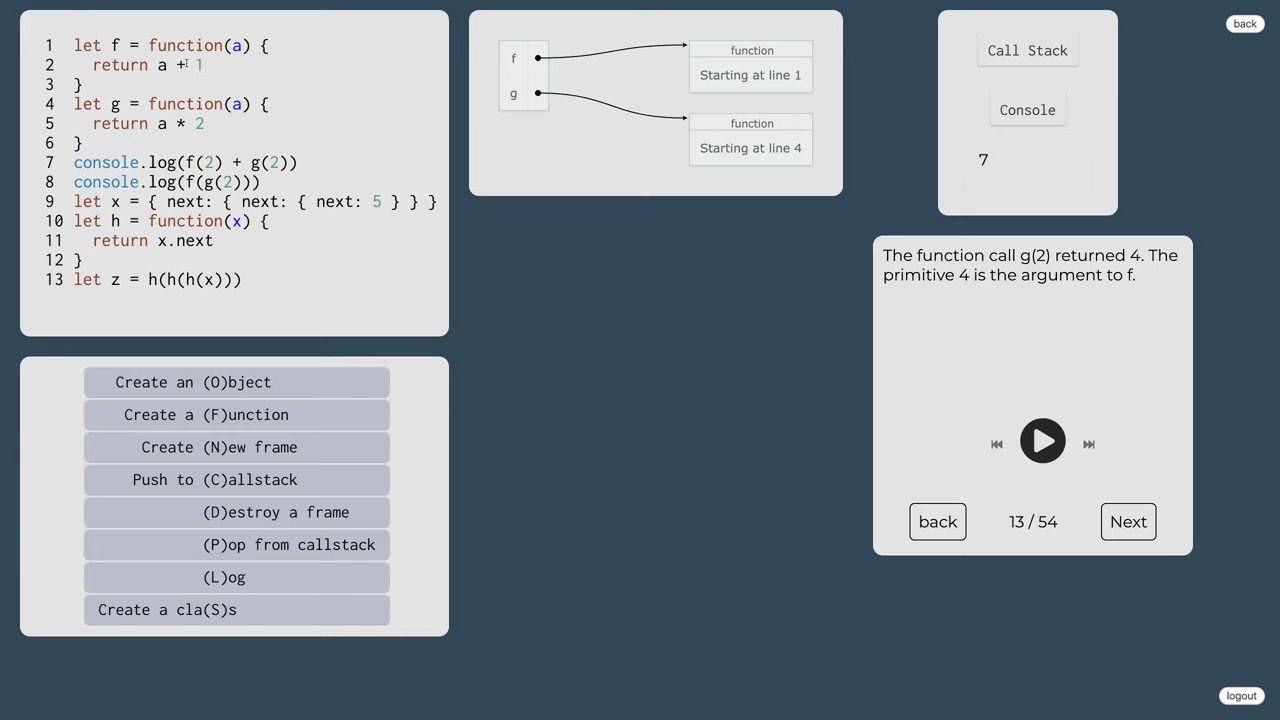 1 let f = function(a) {
2 return a + 1
3 }
4 let g = function(a) {
5 return a * 2
6 }
7 console.log(f(2) + g(2))
8 console.log(f(g(2)))
9 let x = { next: { next: { next: 5 } } }
10 let h = function(x) {
11 return x.next
12 }
13 let z = h(h(h(x)))
Create an (O)bject
Create a (F)unction
Create (N)ew frame
Push to (C)allstack
(D)estroy a frame
(P)op from callstack
(L)og
Create a cla(S)s
f
g
function
Starting at line 1
function
Starting at line 4
Call Stack
Console
7
back
The function call g(2) returned 4. The
primitive 4 is the argument to f.
back
13 / 54
Next
logout